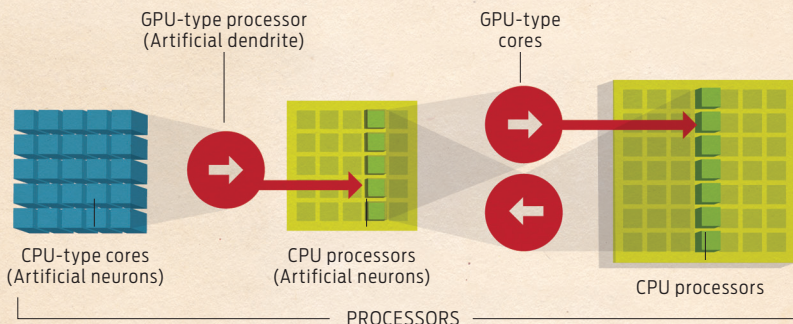 GPU-type processor
(Artificial dendrite)
GPU-type
cores
CPU-type cores
(Artificial neurons)
CPU processors
(Artificial neurons)
CPU processors
PROCESSORS